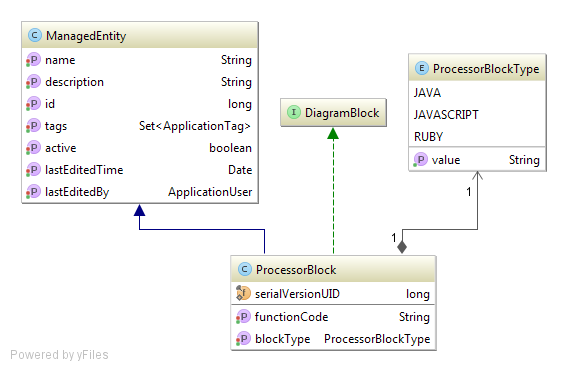 C ManagedEntity
P name String
P description String
P id long
P tags Set<ApplicationTag>
P active boolean
P lastEditedTime Date
P lastEditedBy ApplicationUser
I DiagramBlock
E ProcessorBlockType
JAVA
JAVASCRIPT
RUBY
P value String
1
1
C ProcessorBlock
f serialVersionUID long
P functionCode String
P blockType ProcessorBlockType
Powered by yFiles